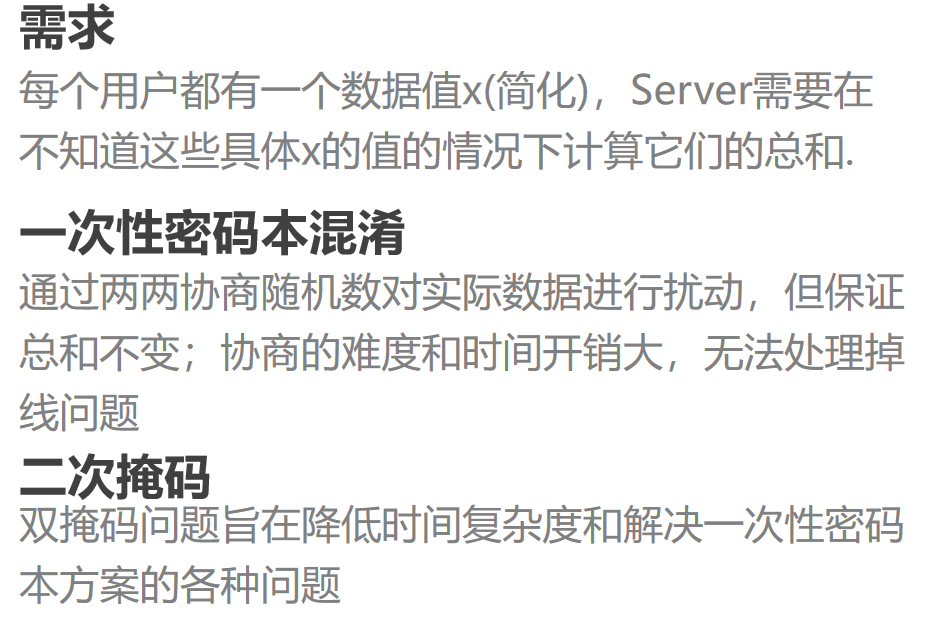 需求
每个用户都有一个数据值x(简化)，Server需要在
不知道这些具体x的值的情况下计算它们的总和.
一次性密码本混淆
通过两两协商随机数对实际数据进行扰动，但保证
总和不变；协商的难度和时间开销大，无法处理掉
线问题
二次掩码
双掩码问题旨在降低时间复杂度和解决一次性密码
本方案的各种问题